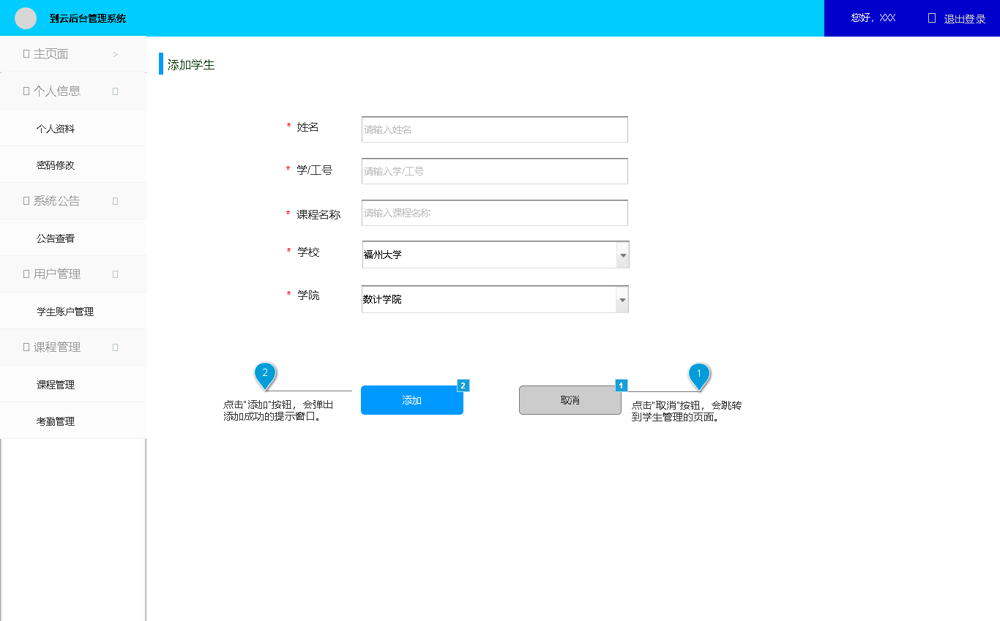 到云后台管理系统
您好，XXX
退出登录
主页面 >
个人信息
个人资料
密码修改
系统公告
公告查看
用户管理
学生账户管理
课程管理
课程管理
考勤管理
添加学生
* 姓名 请输入姓名
* 学/工号 请输入学/工号
* 课程名称 请输入课程名称
* 学校 福州大学
* 学院 数计学院
2
点击"添加"按钮，会弹出
添加成功的提示窗口。
添加 2
取消 1
1
点击"取消"按钮，会跳转
到学生管理的页面。